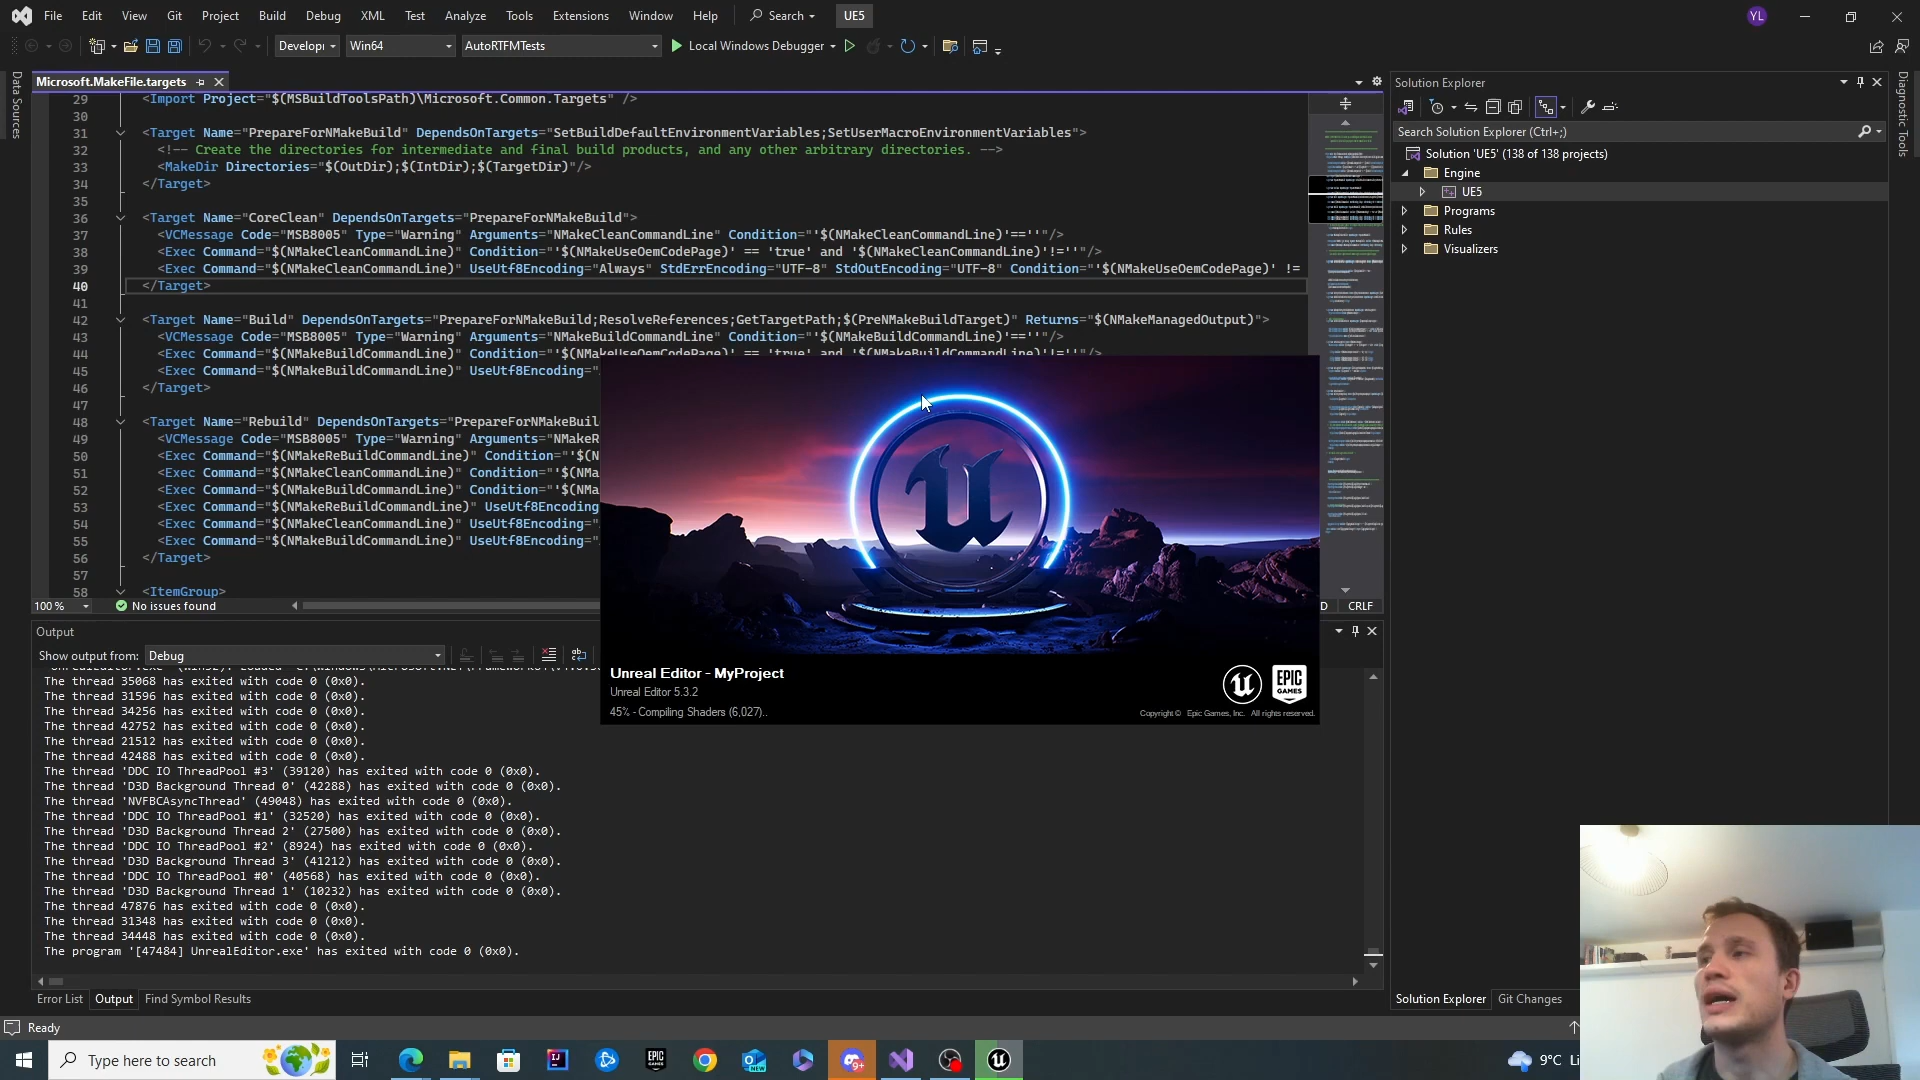 File Edit View Git Project Build Debug XML Test Analyze Tools Extensions Window Help Search UE5 YL
Win64 AutoRTFMTests Local Windows Debugger
Data Sources
Microsoft.MakeFile.targets
29 <Import Project="$(MSBuildToolsPath)\Microsoft.Common.Targets" />
30
31 <Target Name="PrepareForNMakeBuild" DependsOnTargets="SetBuildDefaultEnvironmentVariables;SetUserMacroEnvironmentVariables">
32 <!-- Create the directories for intermediate and final build products, and any other arbitrary directories. -->
33 <MakeDir Directories="$(OutDir);$(IntDir);$(TargetDir)"/>
34 </Target>
35
36 <Target Name="CoreClean" DependsOnTargets="PrepareForNMakeBuild">
37 <VCMessage Code="MSB8005" Type="Warning" Arguments="NMakeCleanCommandLine" Condition="'$(NMakeCleanCommandLine)'==''"/>
38 <Exec Command="$(NMakeCleanCommandLine)" Condition="'$(NMakeUseOemCodePage)' == 'true' and '$(NMakeCleanCommandLine)'!=''"/>
39 <Exec Command="$(NMakeCleanCommandLine)" UseUtf8Encoding="Always" StdErrEncoding="UTF-8" StdOutEncoding="UTF-8" Condition="'$(NMakeUseOemCodePage)' !=
40 </Target>
41
42 <Target Name="Build" DependsOnTargets="PrepareForNMakeBuild;ResolveReferences;GetTargetPath;$(PreNMakeBuildTarget)" Returns="$(NMakeManagedOutput)">
43 <VCMessage Code="MSB8005" Type="Warning" Arguments="NMakeBuildCommandLine" Condition="'$(NMakeBuildCommandLine)'==''"/>
44 <Exec Command="$(NMakeBuildCommandLine)" Condition="'$(NMakeUseOemCodePage)' == 'true' and '$(NMakeBuildCommandLine)'!=''"/>
45 <Exec Command="$(NMakeBuildCommandLine)" UseUtf8Encoding=
46 </Target>
47
48 <Target Name="Rebuild" DependsOnTargets="PrepareForNMakeBuil
49 <VCMessage Code="MSB8005" Type="Warning" Arguments="NMakeR
50 <Exec Command="$(NMakeReBuildCommandLine)" Condition="'$(N
51 <Exec Command="$(NMakeCleanCommandLine)" Condition="'$(NMa
52 <Exec Command="$(NMakeBuildCommandLine)" Condition="'$(NMa
53 <Exec Command="$(NMakeReBuildCommandLine)" UseUtf8Encoding
54 <Exec Command="$(NMakeCleanCommandLine)" UseUtf8Encoding=
55 <Exec Command="$(NMakeBuildCommandLine)" UseUtf8Encoding=
56 </Target>
57
58 <ItemGroup>
100 % No issues found CRLF
Unreal Editor - MyProject
Unreal Editor 5.3.2
45% - Compiling Shaders (6,027)..
EPIC GAMES
Copyright © Epic Games, Inc. All rights reserved.
Output
Show output from: Debug
The thread 35068 has exited with code 0 (0x0).
The thread 31596 has exited with code 0 (0x0).
The thread 34256 has exited with code 0 (0x0).
The thread 42752 has exited with code 0 (0x0).
The thread 21512 has exited with code 0 (0x0).
The thread 42488 has exited with code 0 (0x0).
The thread 'DDC IO ThreadPool #3' (39120) has exited with code 0 (0x0).
The thread 'D3D Background Thread 0' (42288) has exited with code 0 (0x0).
The thread 'NVFBCAsyncThread' (49048) has exited with code 0 (0x0).
The thread 'DDC IO ThreadPool #1' (32520) has exited with code 0 (0x0).
The thread 'D3D Background Thread 2' (27500) has exited with code 0 (0x0).
The thread 'DDC IO ThreadPool #2' (8924) has exited with code 0 (0x0).
The thread 'D3D Background Thread 3' (41212) has exited with code 0 (0x0).
The thread 'DDC IO ThreadPool #0' (40568) has exited with code 0 (0x0).
The thread 'D3D Background Thread 1' (10232) has exited with code 0 (0x0).
The thread 47876 has exited with code 0 (0x0).
The thread 31348 has exited with code 0 (0x0).
The thread 34448 has exited with code 0 (0x0).
The program '[47484] UnrealEditor.exe' has exited with code 0 (0x0).
Error List Output Find Symbol Results
Solution Explorer
Search Solution Explorer (Ctrl+;)
Solution 'UE5' (138 of 138 projects)
Engine
UE5
Programs
Rules
Visualizers
Diagnostic Tools
Solution Explorer Git Changes
Ready
Type here to search
EPIC GAMES
NEW
9+
9°C